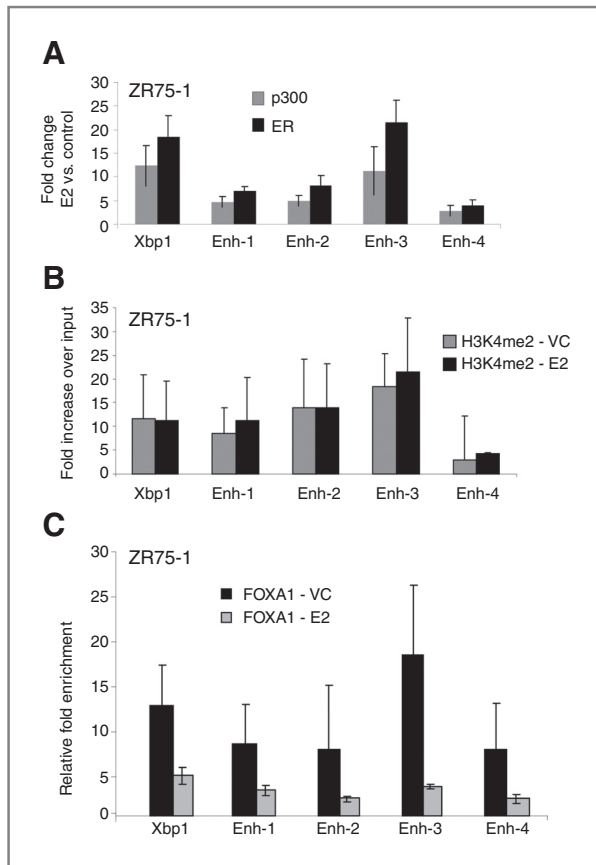 A
ZR75-1
p300
ER
Fold change
E2 vs. control
30
25
20
15
10
5
0
Xbp1 Enh-1 Enh-2 Enh-3 Enh-4
B
ZR75-1
H3K4me2 - VC
H3K4me2 - E2
Fold increase over input
35
30
25
20
15
10
5
0
Xbp1 Enh-1 Enh-2 Enh-3 Enh-4
C
ZR75-1
FOXA1 - VC
FOXA1 - E2
Relative fold enrichment
30
25
20
15
10
5
0
Xbp1 Enh-1 Enh-2 Enh-3 Enh-4